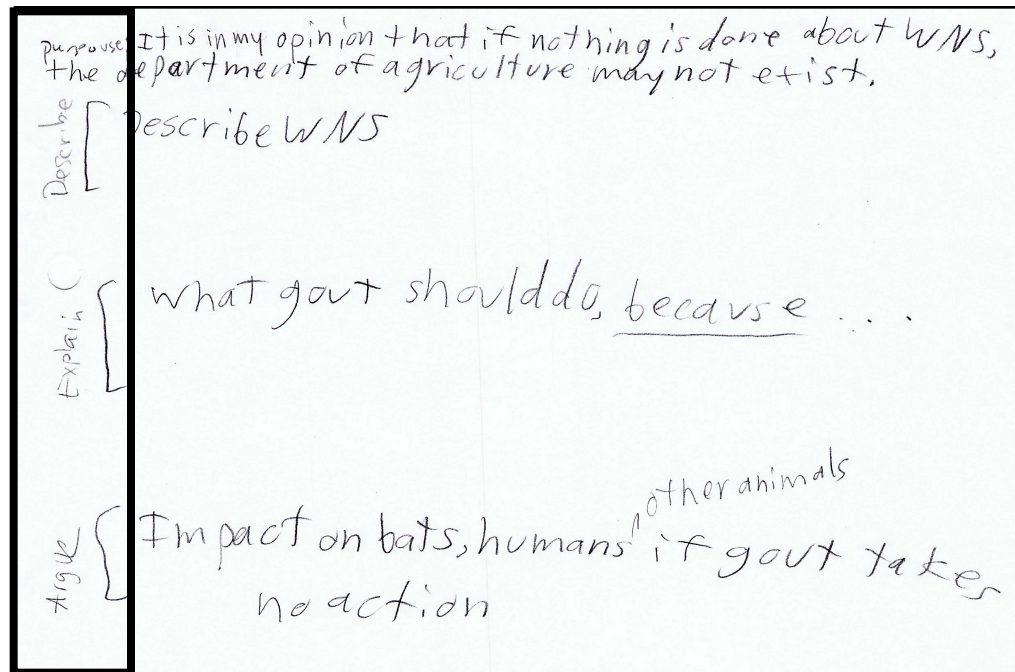 purpouse: It is in my opinion that if nothing is done about WNS,
the department of agriculture may not exist.
Describe
Describe WNS
Explain
what govt should do, because ...
Argue
other animals
Impact on bats, humans ^ if govt takes
no action